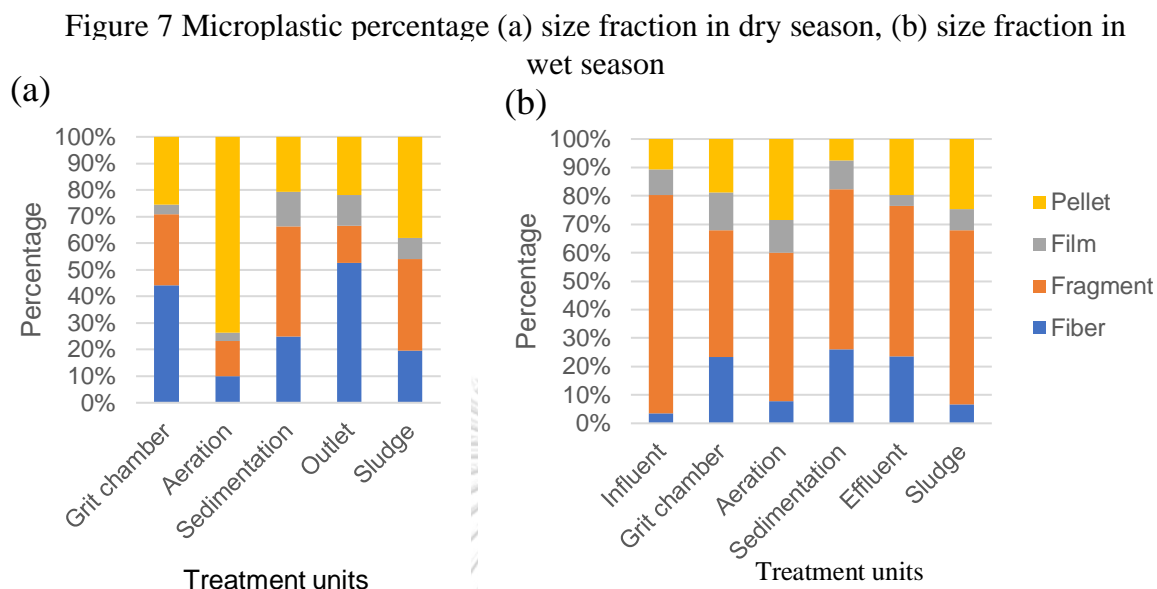 Figure 7 Microplastic percentage (a) size fraction in dry season, (b) size fraction in
wet season
(a)
100%
90%
80%
70%
60%
50%
40%
30%
20%
10%
0%
Percentage
Grit chamber
Aeration
Sedimentation
Outlet
Sludge
Treatment units
(b)
100%
90%
80%
70%
60%
50%
40%
30%
20%
10%
0%
Percentage
Influent
Grit chamber
Aeration
Sedimentation
Effluent
Sludge
Treatment units
Pellet
Film
Fragment
Fiber